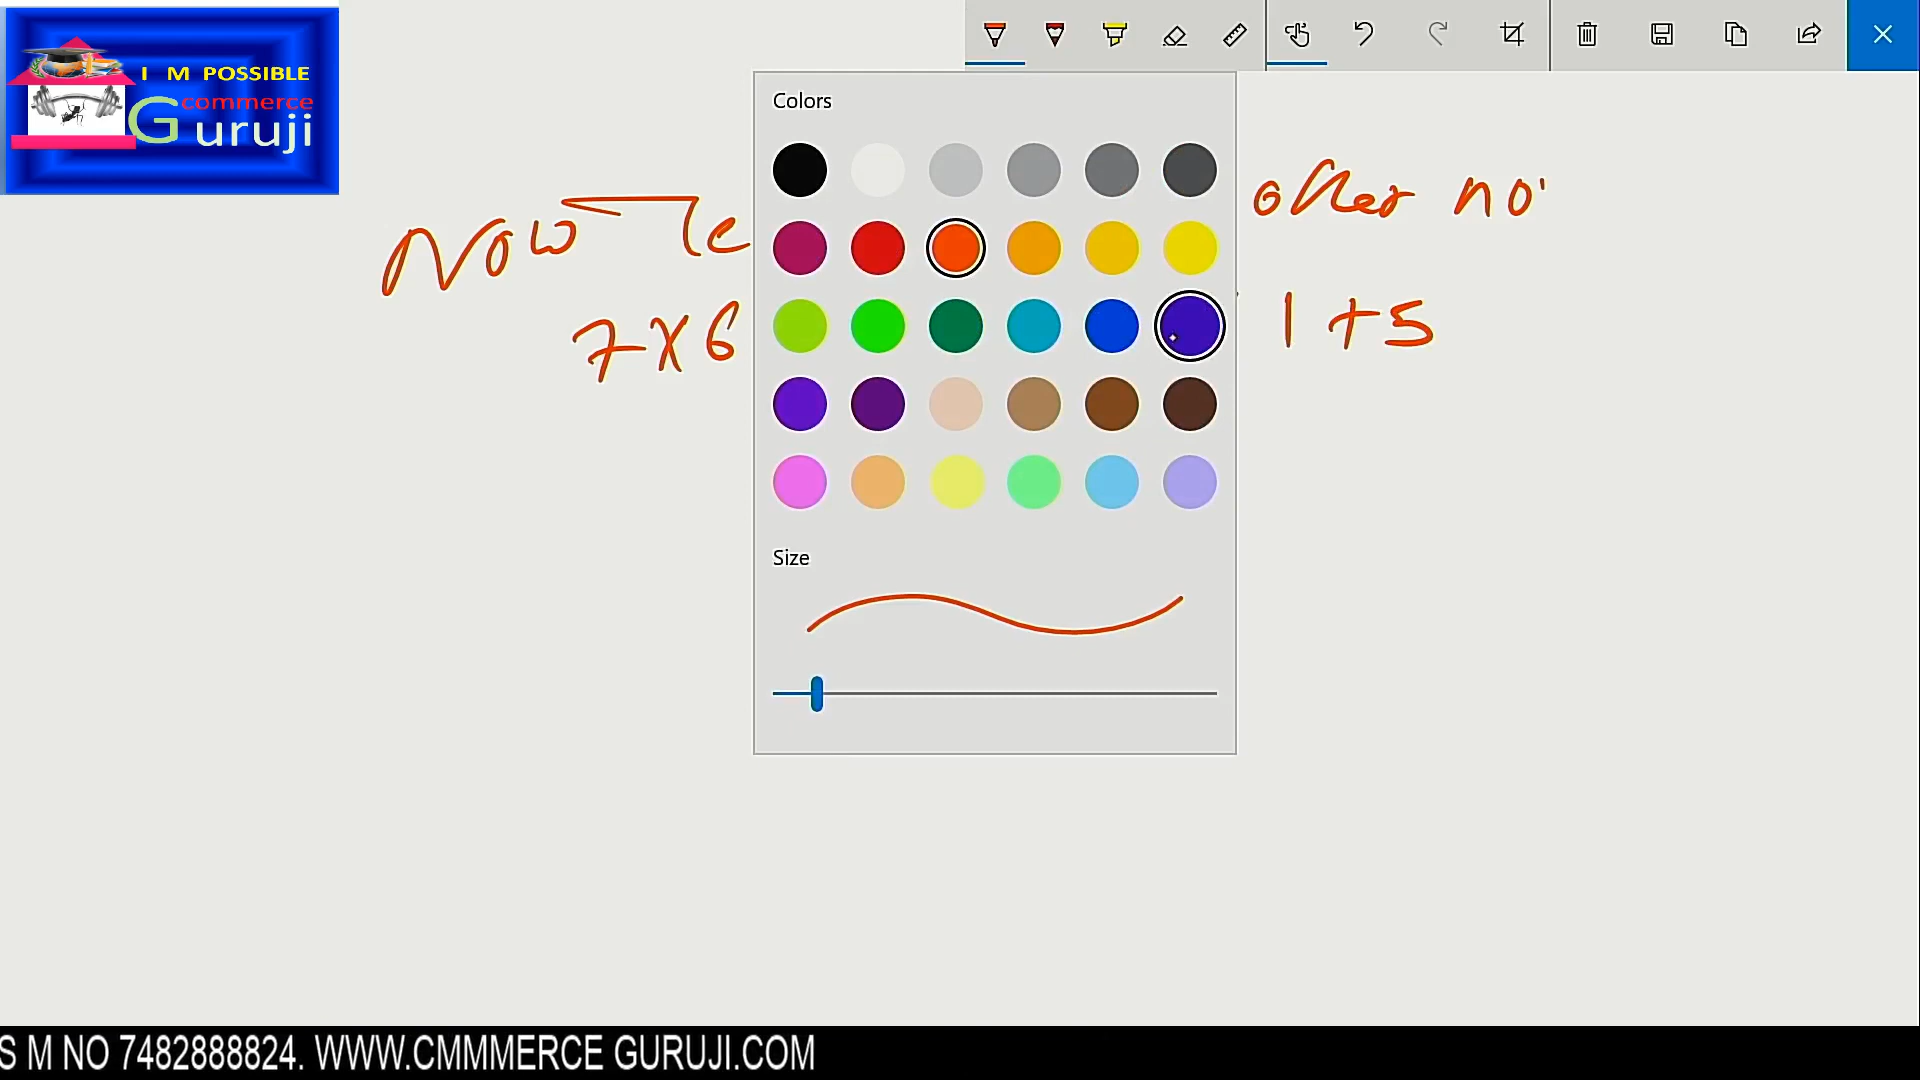 I M POSSIBLE
commerce
Guruji
Colors
Now le other no.
7x6 1+5
Size
S M NO 7482888824. WWW.CMMMERCE GURUJI.COM